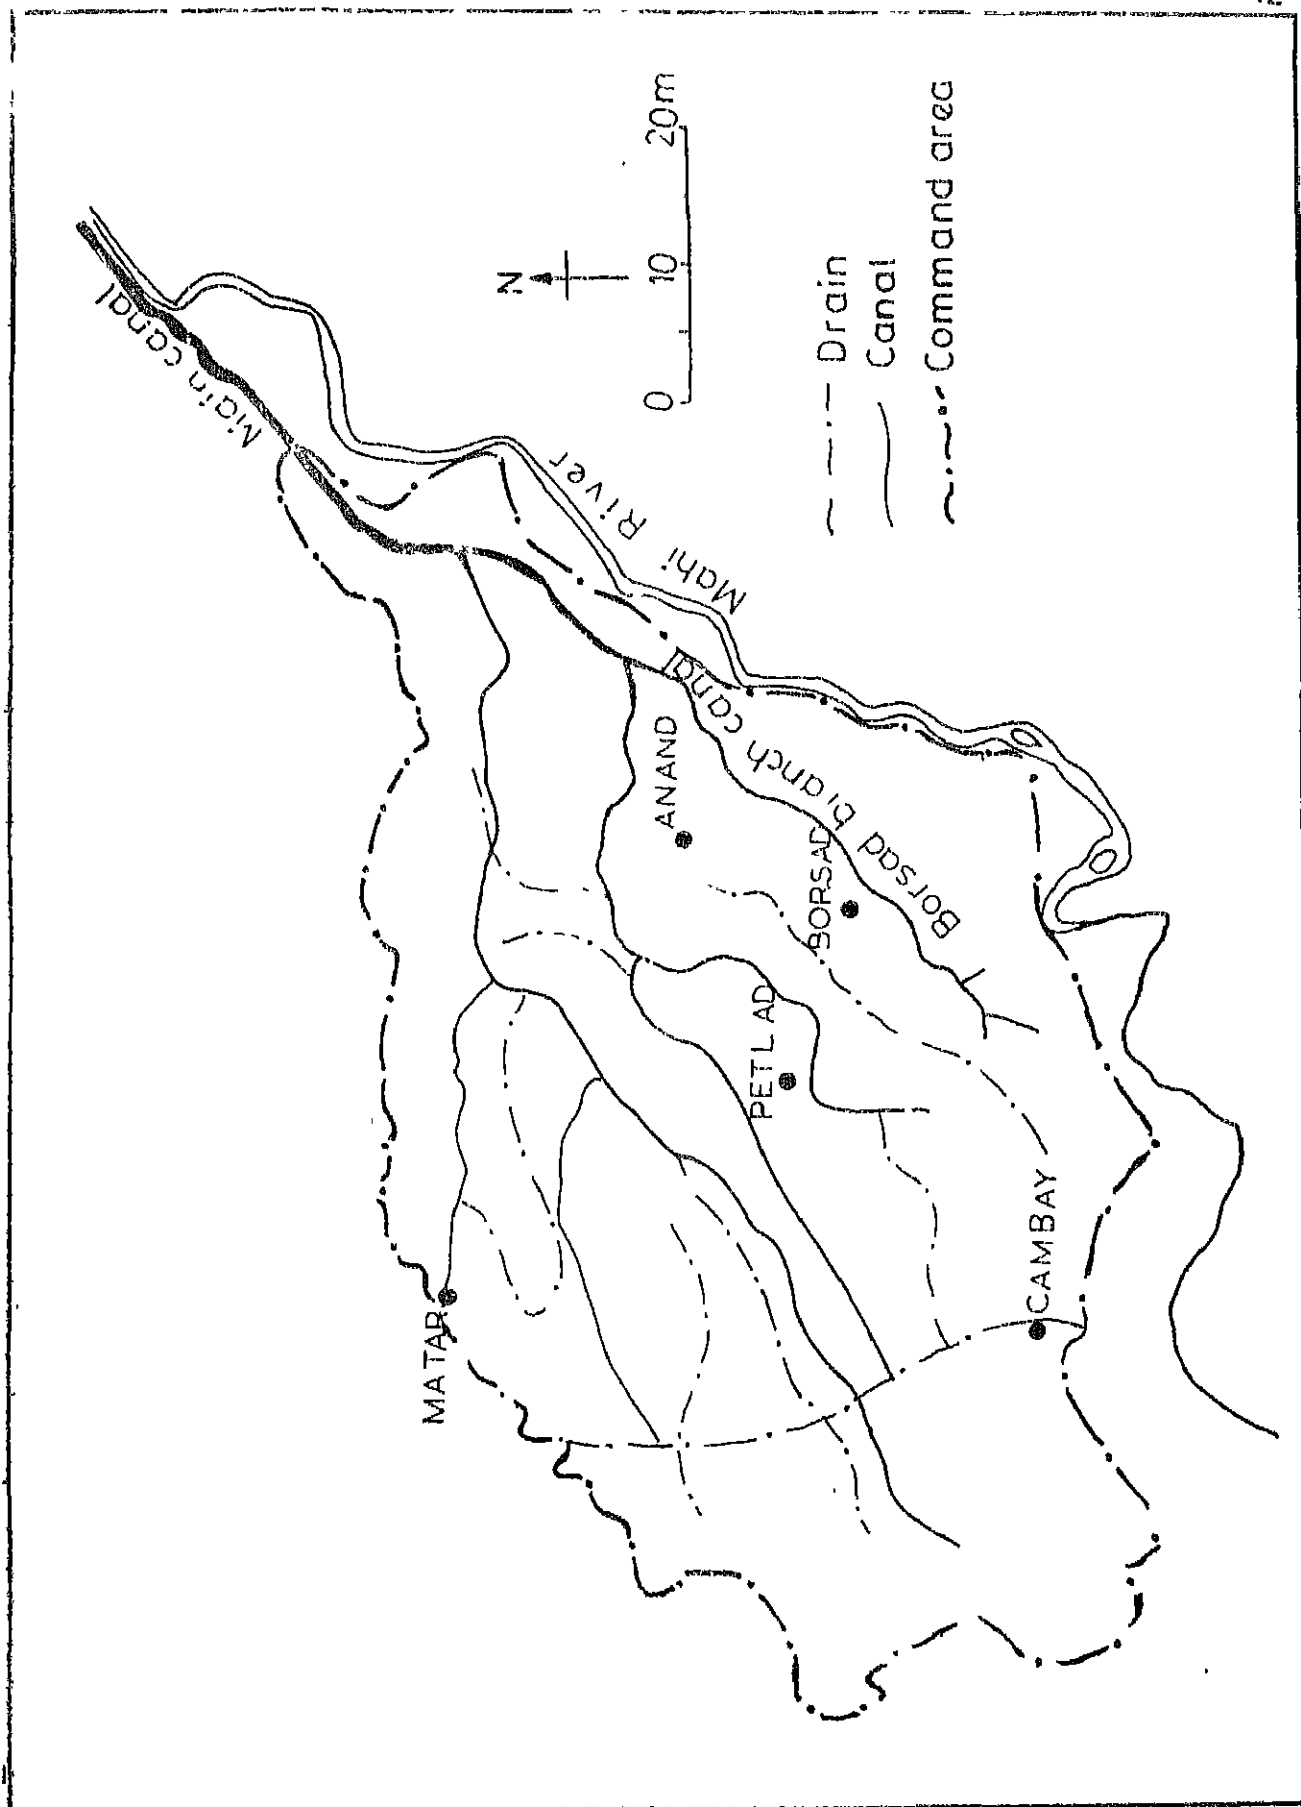 Main canal
N
0 10 20m
Mahi River
Drain
Canal
Command area
Borsad branch canal
ANAND
BORSAD
PETLAD
MATAR
CAMBAY